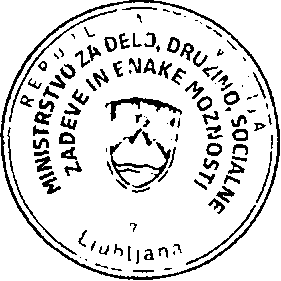 MINISTRSTVO ZA DELO, DRUŽINO, SOCIALNE
ZADEVE IN ENAKE MOŽNOSTI
7
Ljubljana